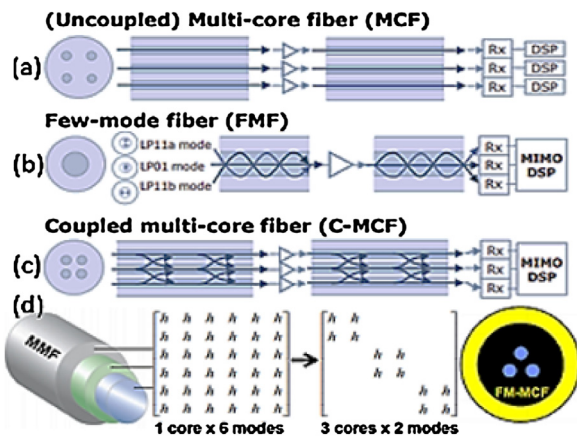 (Uncoupled) Multi-core fiber (MCF)
(a)
Rx DSP
Rx DSP
Rx DSP
Few-mode fiber (FMF)
(b)
LP11a mode
LP01 mode
LP11b mode
Rx
Rx
Rx
MIMO
DSP
Coupled multi-core fiber (C-MCF)
(c)
Rx
Rx
Rx
MIMO
DSP
(d)
MMF
h h h h h h
h h h h h h
h h h h h h
h h h h h h
h h h h h h
h h h h h h
1 core x 6 modes
h h
h h
h h
h h
h h
h h
3 cores x 2 modes
FM-MCF